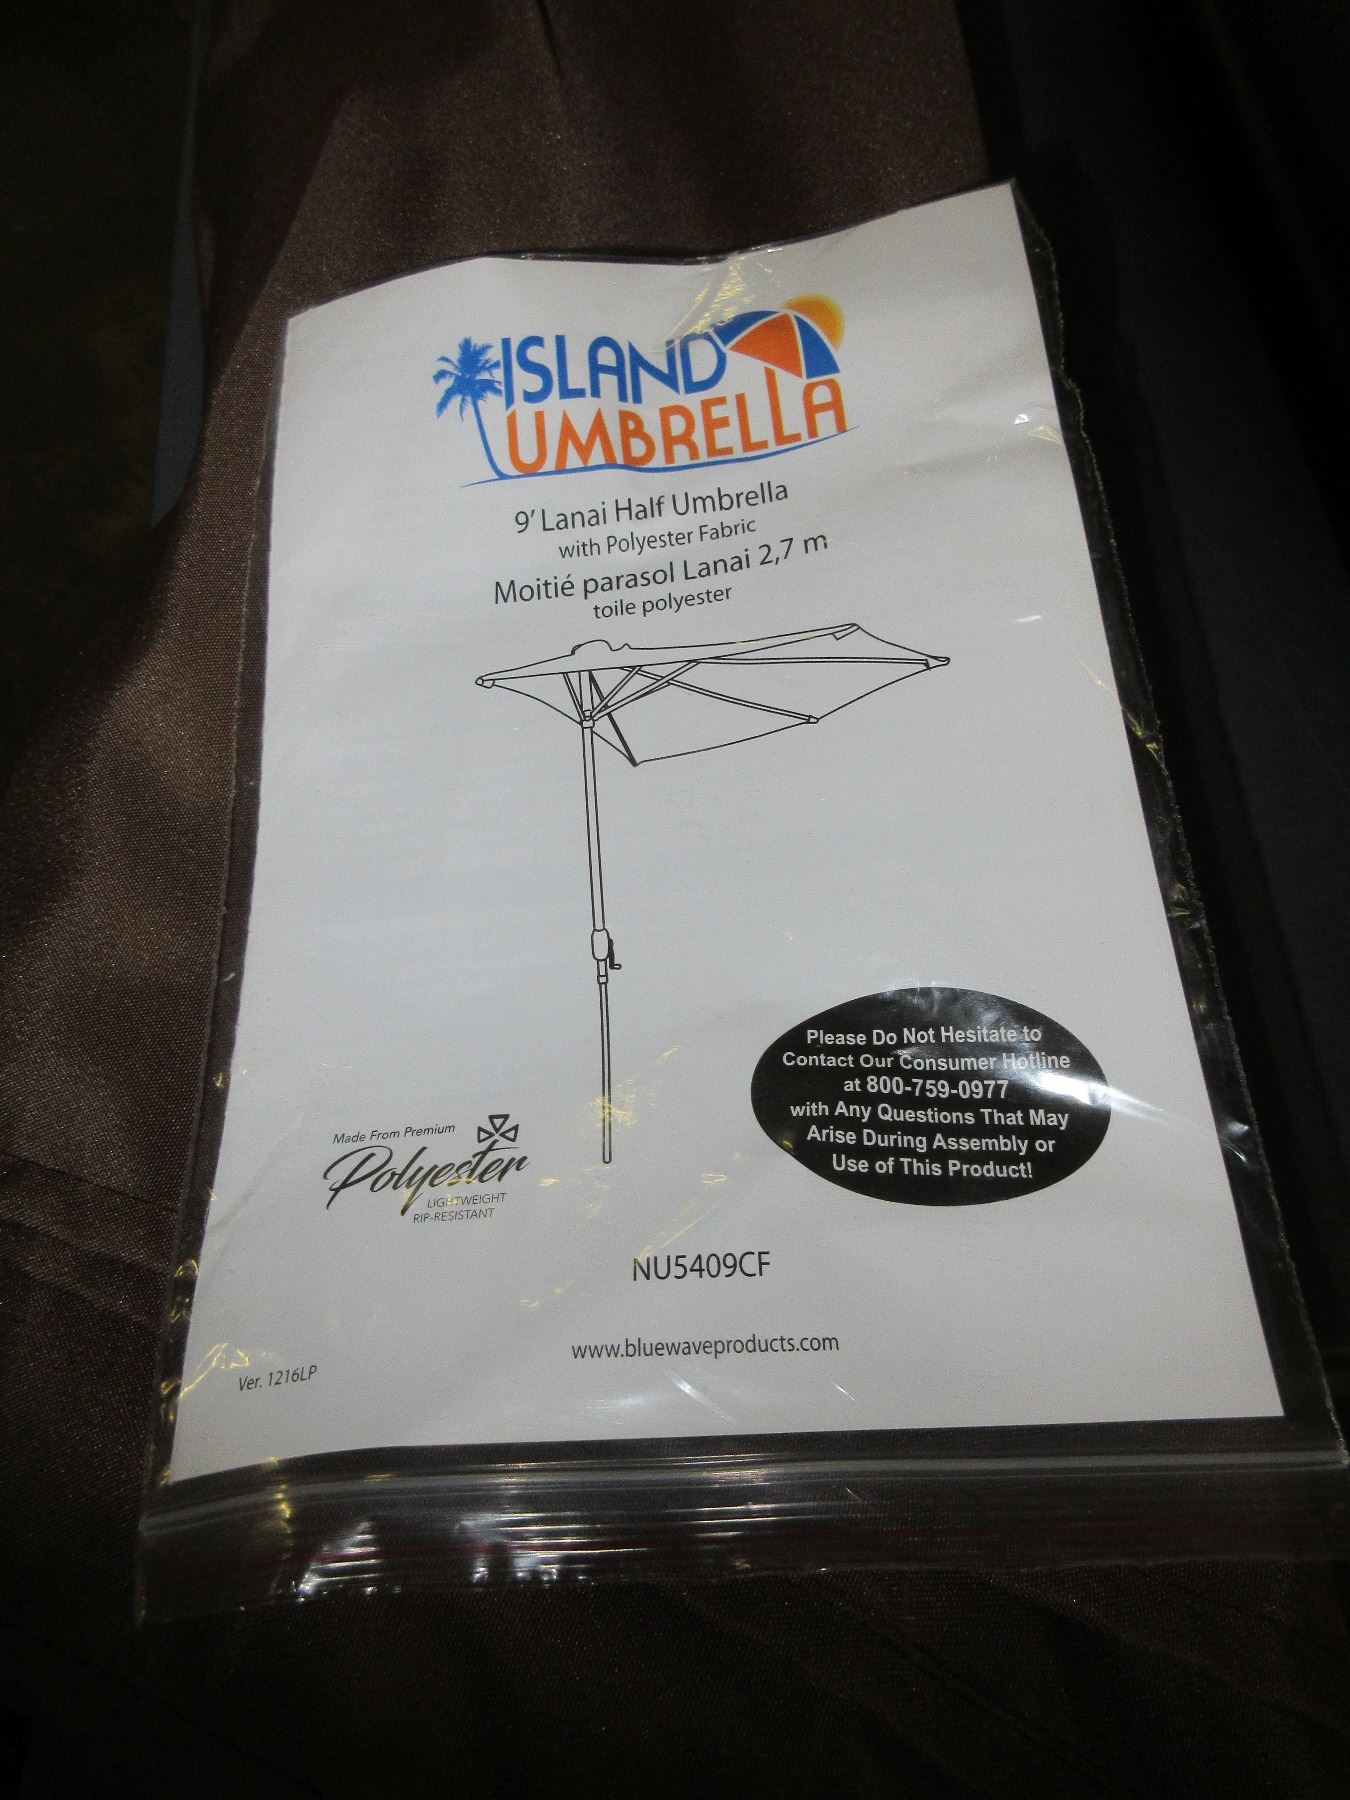 ISLAND
UMBRELLA
9' Lanai Half Umbrella
with Polyester Fabric
Moitié parasol Lanai 2,7 m
toile polyester
Please Do Not Hesitate to
Contact Our Consumer Hotline
at 800-759-0977
with Any Questions That May
Arise During Assembly or
Use of This Product!
Made From Premium
Polyester
LIGHTWEIGHT
RIP-RESISTANT
NU5409CF
www.bluewaveproducts.com
Ver. 1216LP